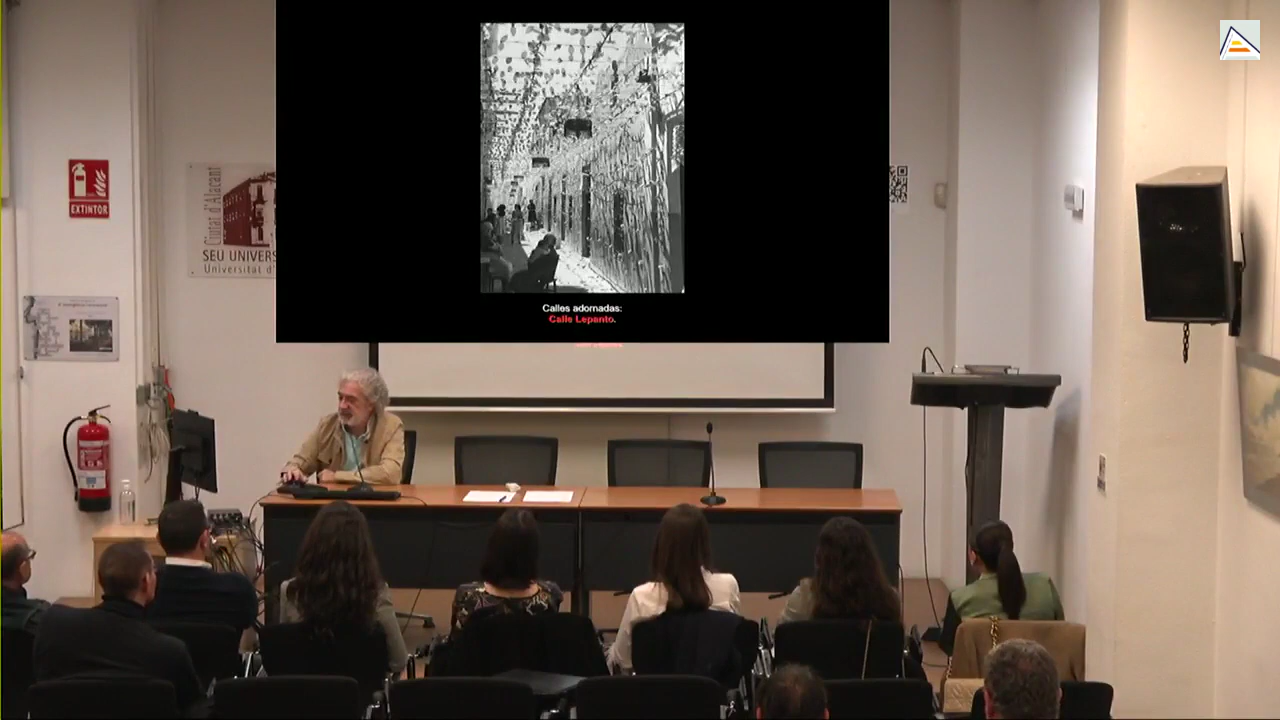 Calles adornadas:
Calle Lepanto.
EXTINTOR
Ciutat d'Alacant
SEU UNIVERS
Universitat d'